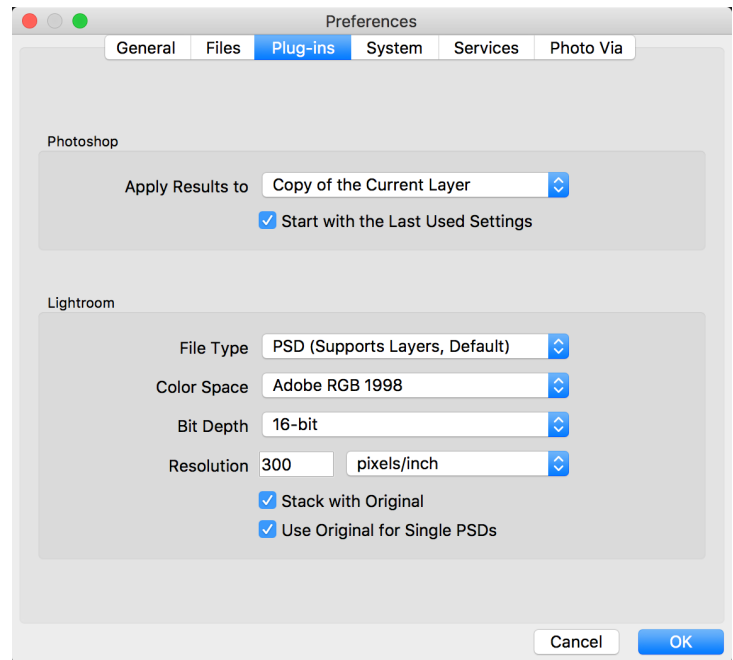 Preferences
General Files Plug-ins System Services Photo Via
Photoshop
Apply Results to Copy of the Current Layer
Start with the Last Used Settings
Lightroom
File Type PSD (Supports Layers, Default)
Color Space Adobe RGB 1998
Bit Depth 16-bit
Resolution 300 pixels/inch
Stack with Original
Use Original for Single PSDs
Cancel OK